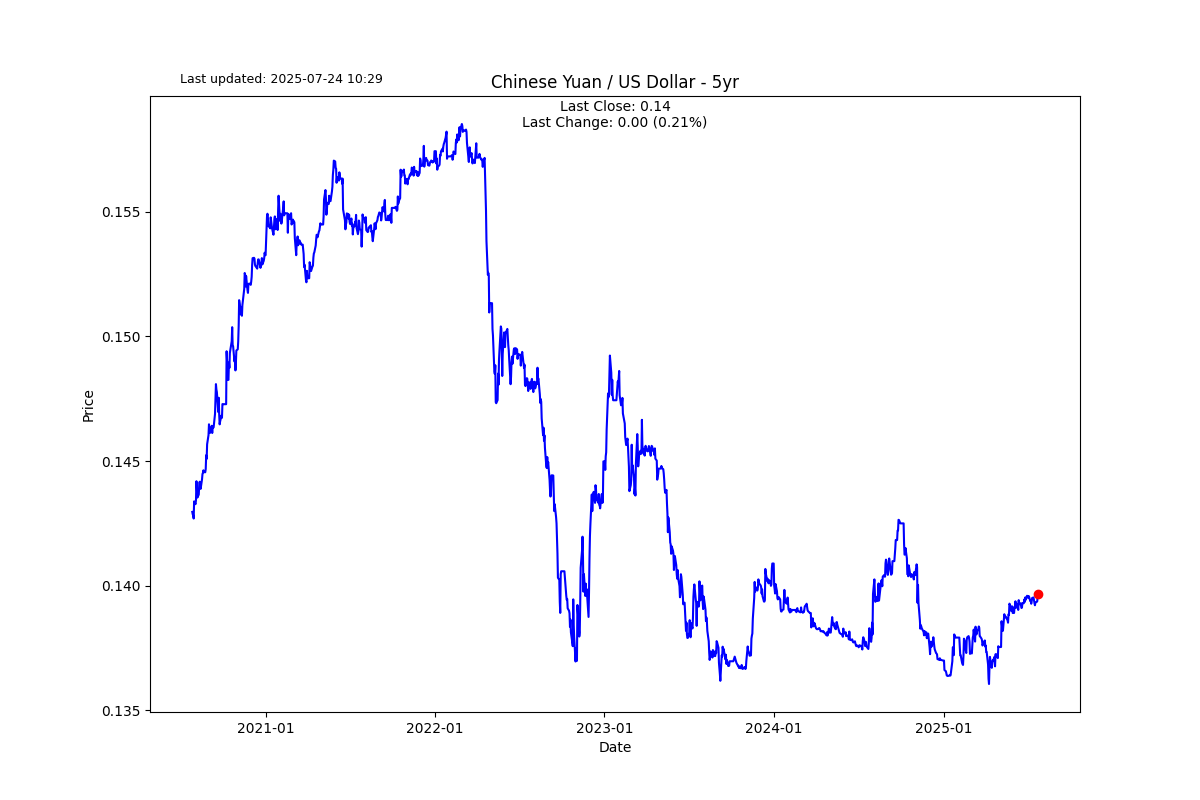 Last updated: 2025-07-24 10:29
Chinese Yuan / US Dollar - 5yr
Last Close: 0.14
Last Change: 0.00 (0.21%)
0.155
0.150
0.145
0.140
0.135
Price
2021-01
2022-01
2023-01
2024-01
2025-01
Date